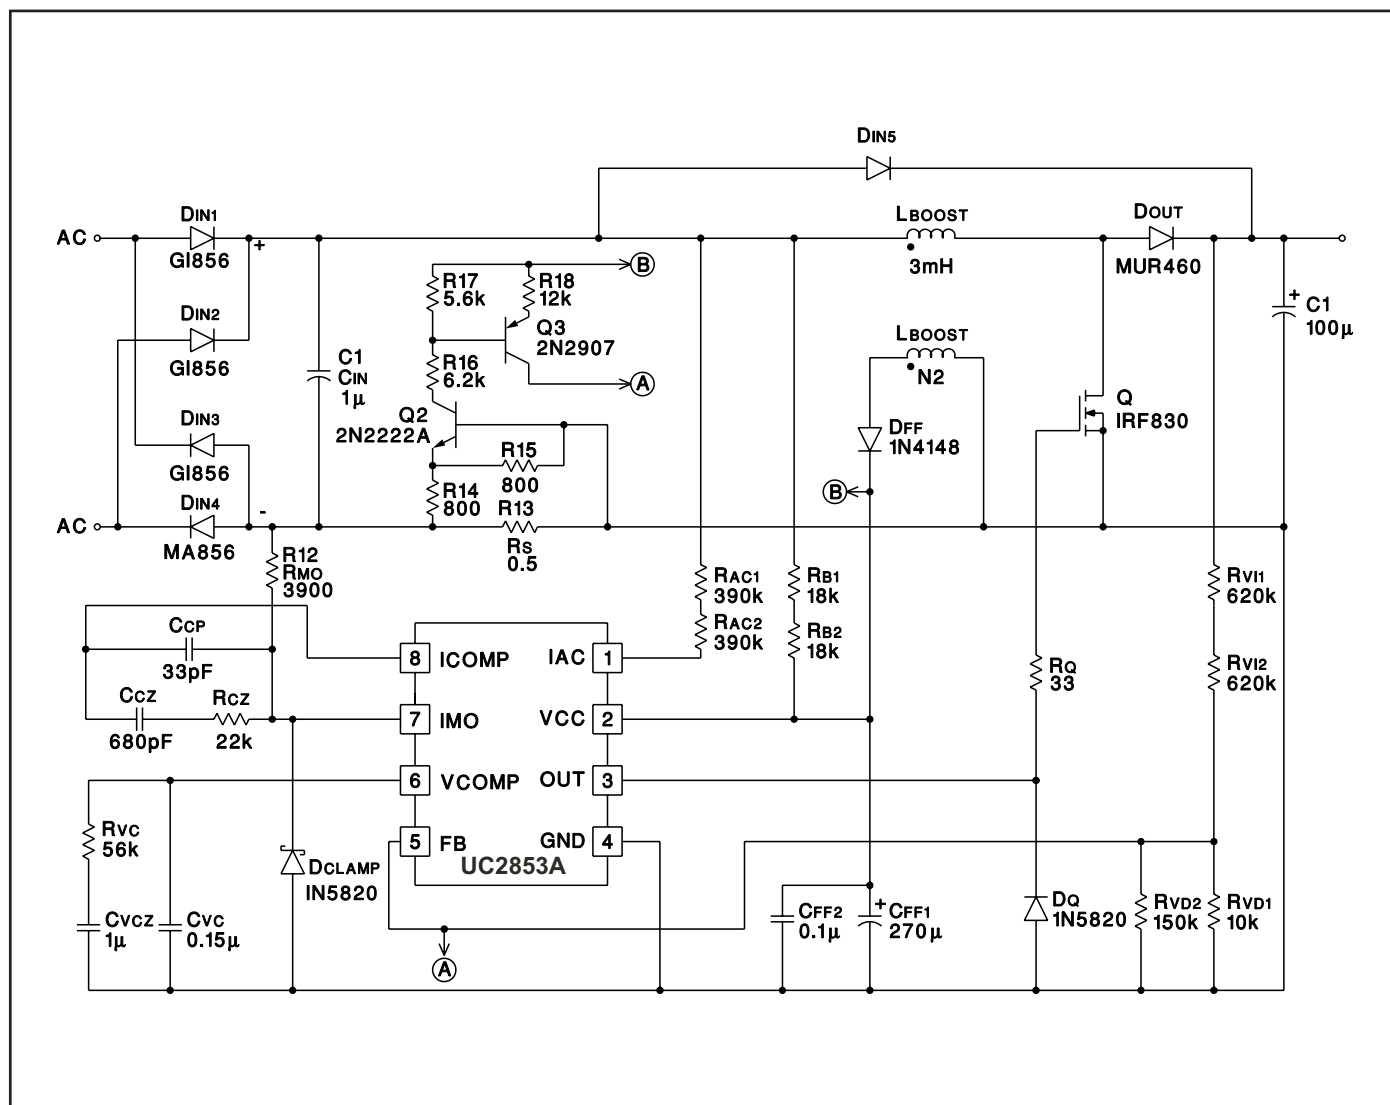 DIN5
DIN1
LBOOST
DOUT
AC
+
GI856
3mH
MUR460
B
R17
5.6k
R18
12k
+
C1
100µ
DIN2
GI856
Q3
2N2907
LBOOST
N2
C1
CIN
1µ
R16
6.2k
A
Q
IRF830
DIN3
GI856
Q2
2N2222A
DFF
1N4148
R15
800
B
R14
800
DIN4
-
R13
AC
MA856
RS
0.5
R12
RMO
3900
RAC1
390k
RB1
18k
RVI1
620k
CCP
33pF
RAC2
390k
RB2
18k
8
ICOMP
IAC
1
RQ
33
RVI2
620k
CCZ
680pF
RCZ
22k
7
IMO
VCC
2
6
VCOMP
OUT
3
RVC
56k
5
FB
GND
4
UC2853A
DCLAMP
IN5820
CVCZ
1µ
CVC
0.15µ
CFF2
0.1µ
+
CFF1
270µ
DQ
1N5820
RVD2
150k
RVD1
10k
A